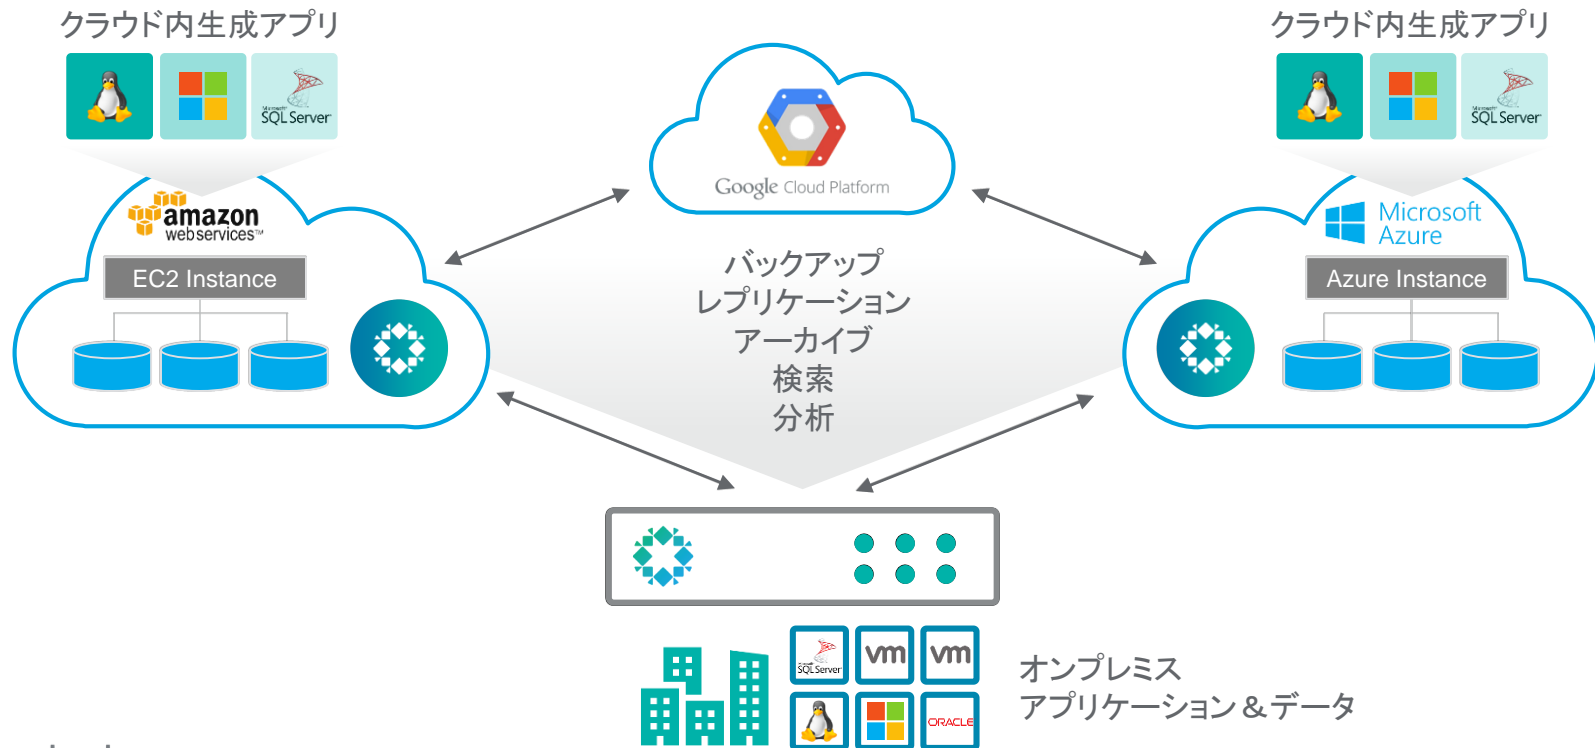 クラウド内生成アプリ
クラウド内生成アプリ
Microsoft
SQL Server
Microsoft
SQL Server
Google Cloud Platform
amazon
webservices™
Microsoft
Azure
EC2 Instance
Azure Instance
バックアップ
レプリケーション
アーカイブ
検索
分析
SQL Server
vm
vm
ORACLE
オンプレミス
アプリケーション＆データ